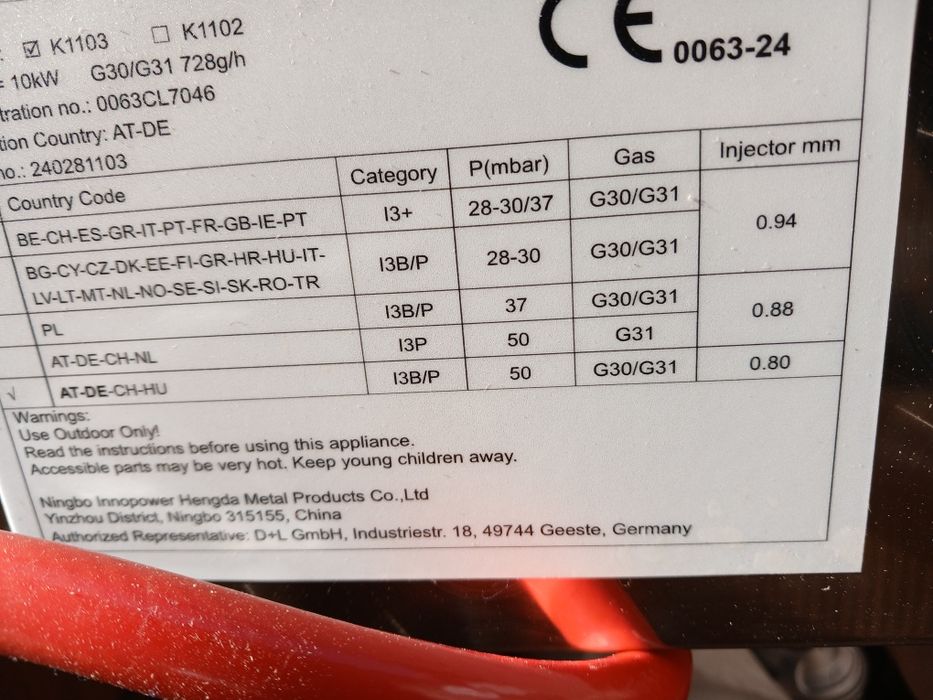 ☑ K1103 ☐ K1102
= 10kW G30/G31 728g/h
tration no.: 0063CL7046
tion Country: AT-DE
no.: 240281103
CE 0063-24
Country Code Category P(mbar) Gas Injector mm
BE-CH-ES-GR-IT-PT-FR-GB-IE-PT I3+ 28-30/37 G30/G31 0.94
BG-CY-CZ-DK-EE-FI-GR-HR-HU-IT-
LV-LT-MT-NL-NO-SE-SI-SK-RO-TR I3B/P 28-30 G30/G31
PL I3B/P 37 G30/G31 0.88
AT-DE-CH-NL I3P 50 G31
√ AT-DE-CH-HU I3B/P 50 G30/G31 0.80
Warnings:
Use Outdoor Only!
Read the instructions before using this appliance.
Accessible parts may be very hot. Keep young children away.
Ningbo Innopower Hengda Metal Products Co.,Ltd
Yinzhou District, Ningbo 315155, China
Authorized Representative: D+L GmbH, Industriestr. 18, 49744 Geeste, Germany